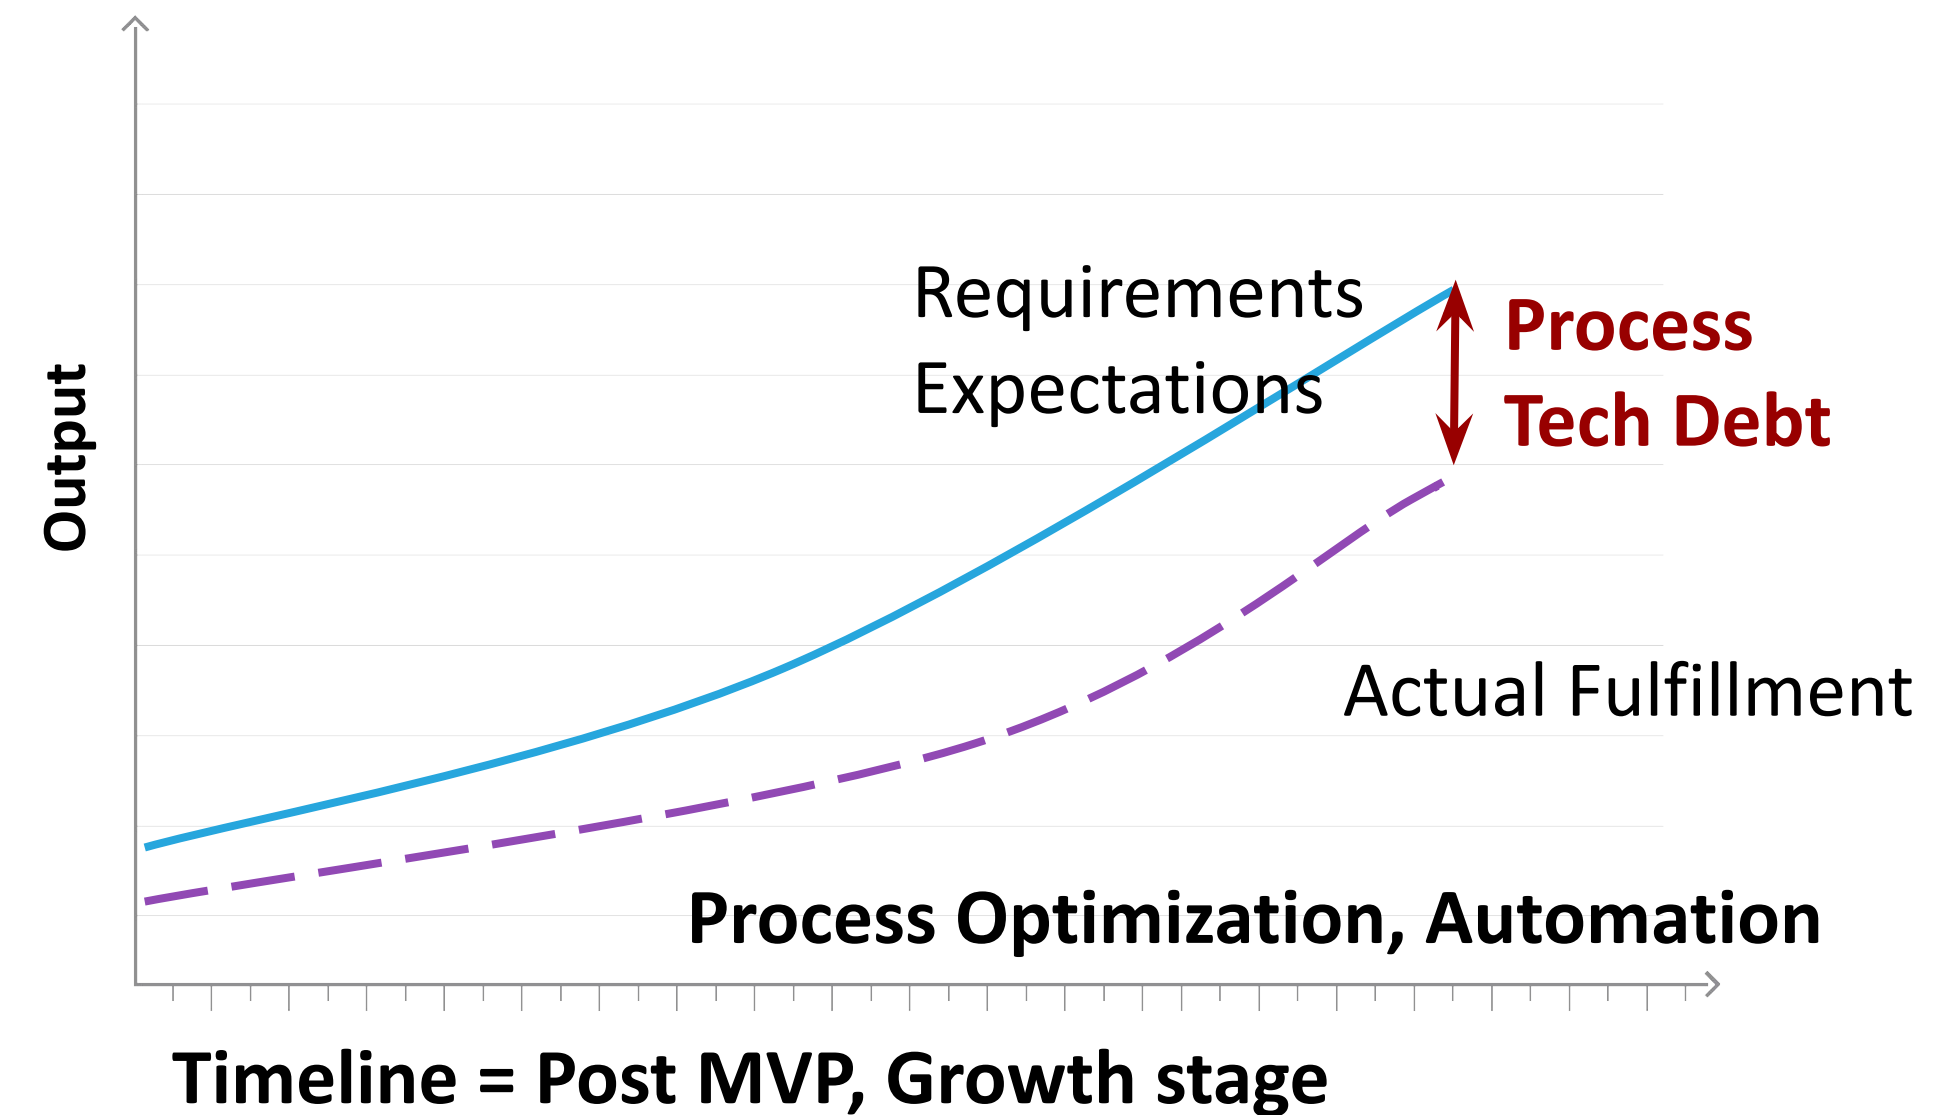 Output
Requirements
Expectations
Process
Tech Debt
Actual Fulfillment
Process Optimization, Automation
Timeline = Post MVP, Growth stage